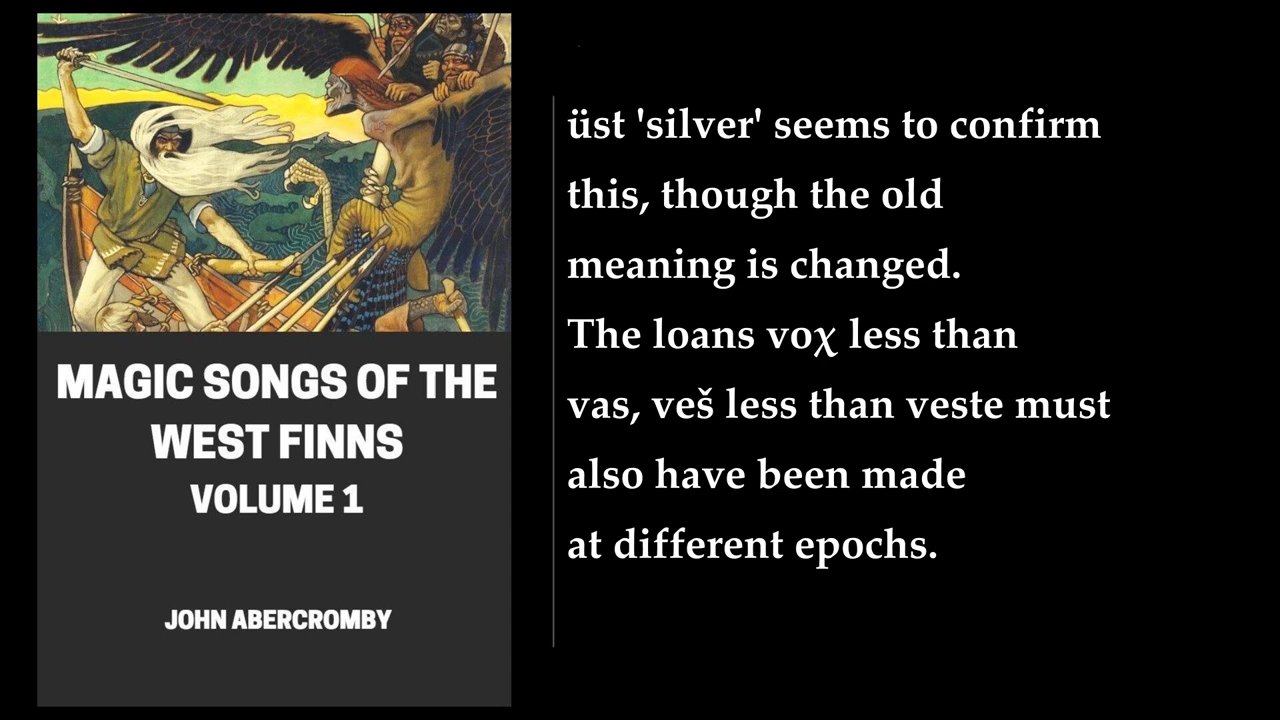 MAGIC SONGS OF THE
WEST FINNS
VOLUME 1
JOHN ABERCROMBY
üst 'silver' seems to confirm
this, though the old
meaning is changed.
The loans voχ less than
vas, veš less than veste must
also have been made
at different epochs.